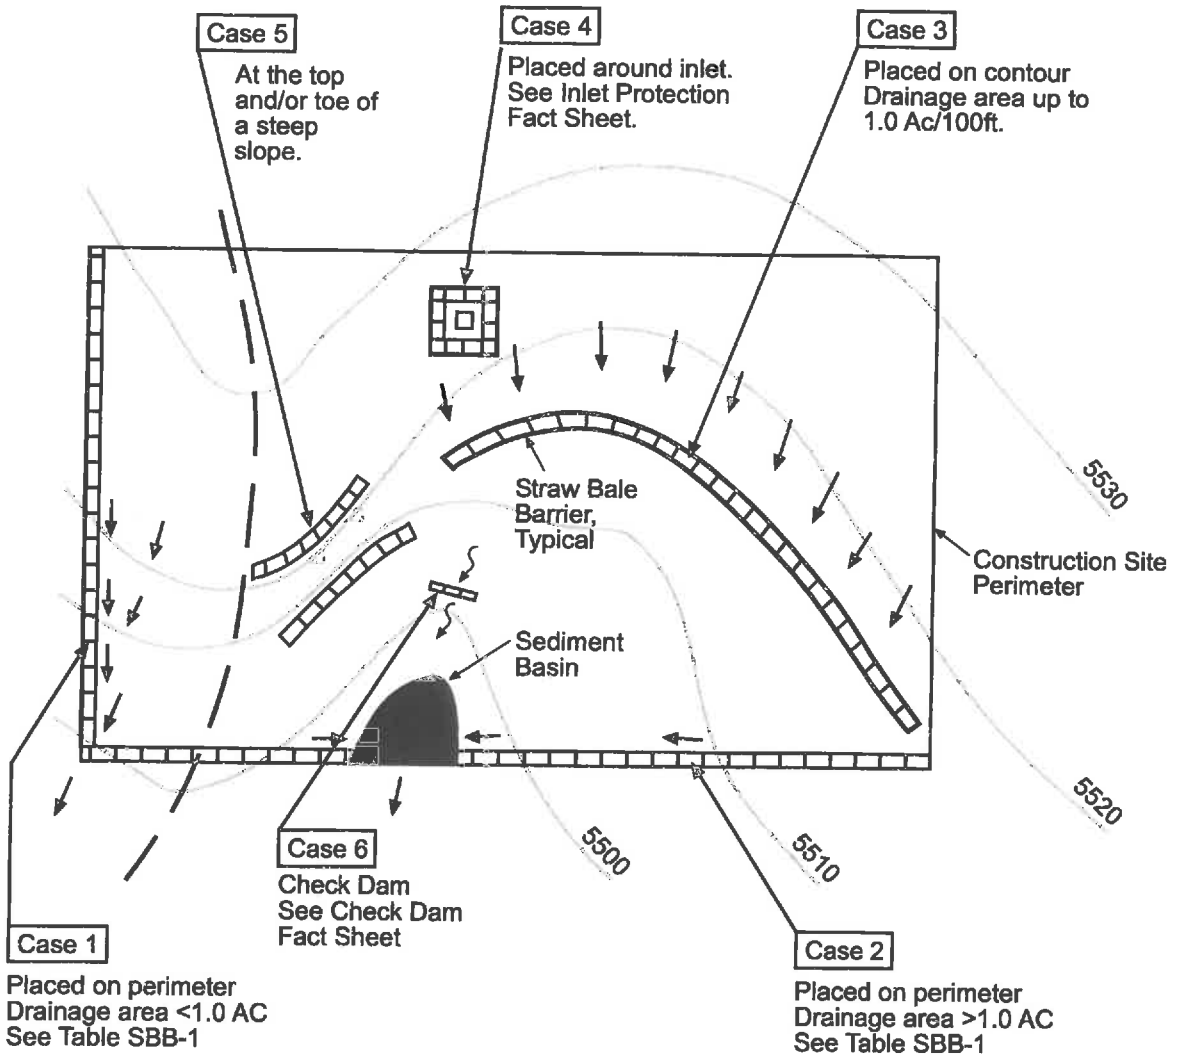 Case 5
At the top
and/or toe of
a steep
slope.
Case 4
Placed around inlet.
See Inlet Protection
Fact Sheet.
Case 3
Placed on contour
Drainage area up to
1.0 Ac/100ft.
5530
Straw Bale
Barrier,
Typical
Construction Site
Perimeter
Sediment
Basin
5520
5510
5500
Case 6
Check Dam
See Check Dam
Fact Sheet
Case 1
Placed on perimeter
Drainage area <1.0 AC
See Table SBB-1
Case 2
Placed on perimeter
Drainage area >1.0 AC
See Table SBB-1